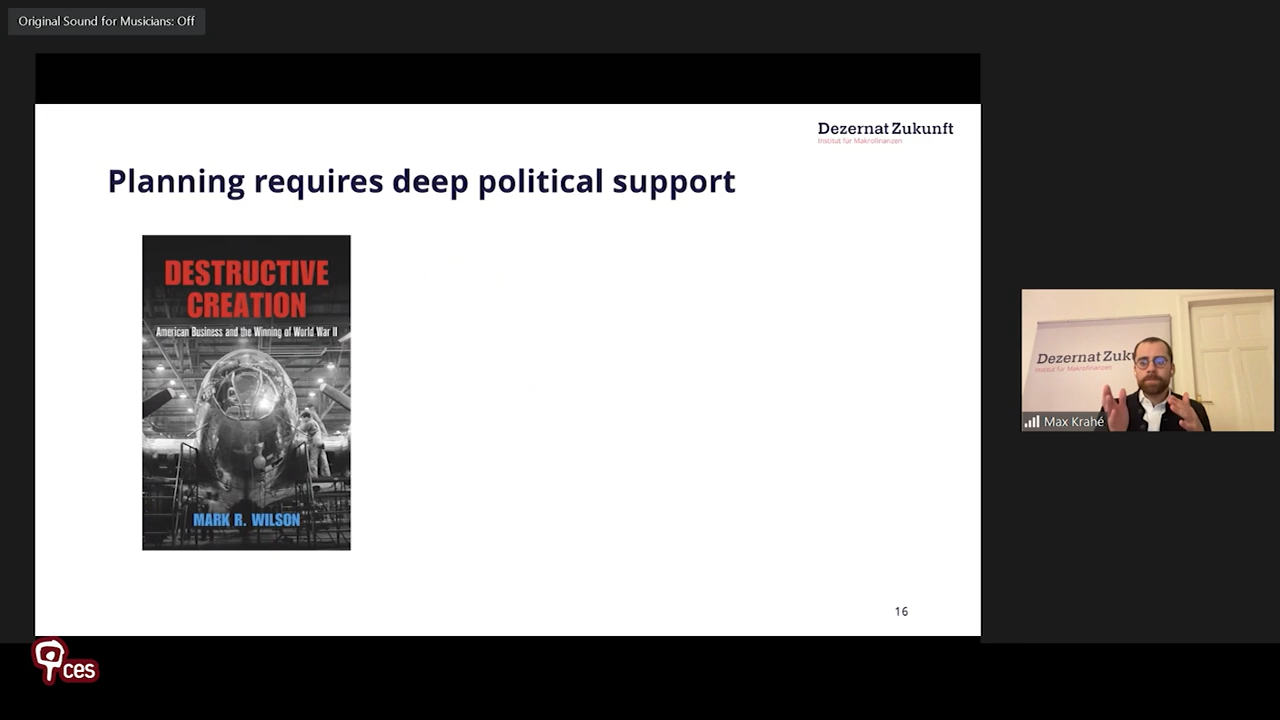 Original Sound for Musicians: Off
Dezernat Zukunft
Institut für Makrofinanzen
Planning requires deep political support
DESTRUCTIVE
CREATION
American Business and the Winning of World War II
MARK R. WILSON
16
Dezernat Zuk
Institut für Makrofinanzen
Max Krahé
ces